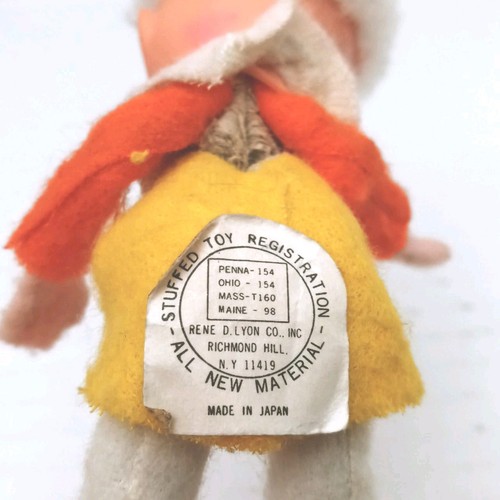 STUFFED TOY REGISTRATION
PENNA- 154
OHIO - 154
MASS-T160
MAINE - 98
RENE D. LYON CO., INC
RICHMOND HILL.
N.Y 11419
- ALL NEW MATERIAL -
MADE IN JAPAN